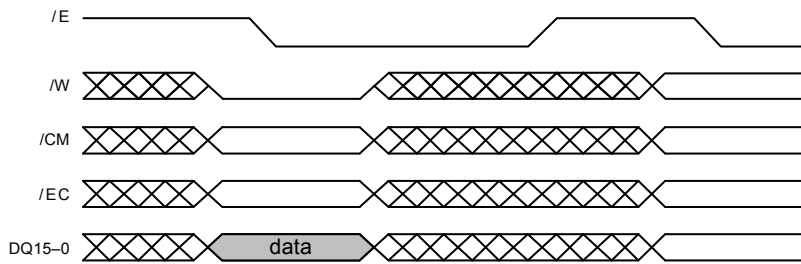 /E
/W
/CM
/EC
DQ15–0 data